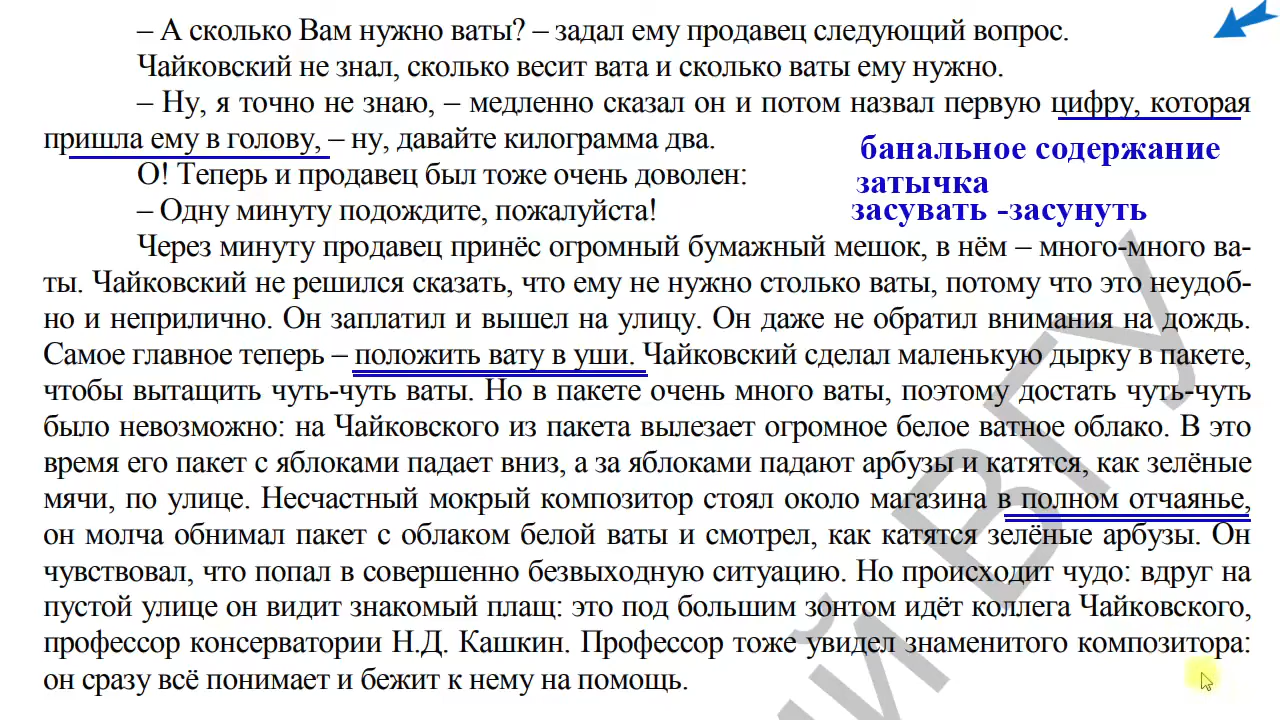 – А сколько Вам нужно ваты? – задал ему продавец следующий вопрос.
Чайковский не знал, сколько весит вата и сколько ваты ему нужно.
– Ну, я точно не знаю, – медленно сказал он и потом назвал первую цифру, которая
пришла ему в голову, – ну, давайте килограмма два.
банальное содержание
О! Теперь и продавец был тоже очень доволен:
затычка
– Одну минуту подождите, пожалуйста!
засувать -засунуть
Через минуту продавец принёс огромный бумажный мешок, в нём – много-много ва-
ты. Чайковский не решился сказать, что ему не нужно столько ваты, потому что это неудоб-
но и неприлично. Он заплатил и вышел на улицу. Он даже не обратил внимания на дождь.
Самое главное теперь – положить вату в уши. Чайковский сделал маленькую дырку в пакете,
чтобы вытащить чуть-чуть ваты. Но в пакете очень много ваты, поэтому достать чуть-чуть
было невозможно: на Чайковского из пакета вылезает огромное белое ватное облако. В это
время его пакет с яблоками падает вниз, а за яблоками падают арбузы и катятся, как зелёные
мячи, по улице. Несчастный мокрый композитор стоял около магазина в полном отчаянье,
он молча обнимал пакет с облаком белой ваты и смотрел, как катятся зелёные арбузы. Он
чувствовал, что попал в совершенно безвыходную ситуацию. Но происходит чудо: вдруг на
пустой улице он видит знакомый плащ: это под большим зонтом идёт коллега Чайковского,
профессор консерватории Н.Д. Кашкин. Профессор тоже увидел знаменитого композитора:
он сразу всё понимает и бежит к нему на помощь.
ВГУ